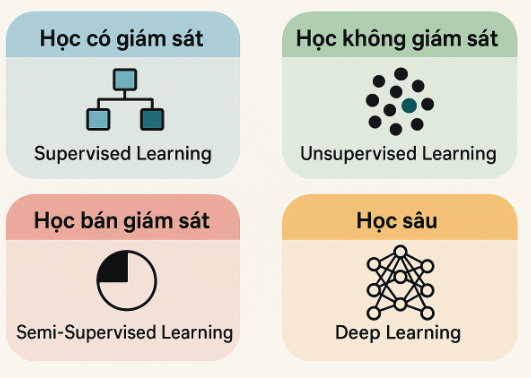 Học có giám sát
Supervised Learning
Học không giám sát
Unsupervised Learning
Học bán giám sát
Semi-Supervised Learning
Học sâu
Deep Learning